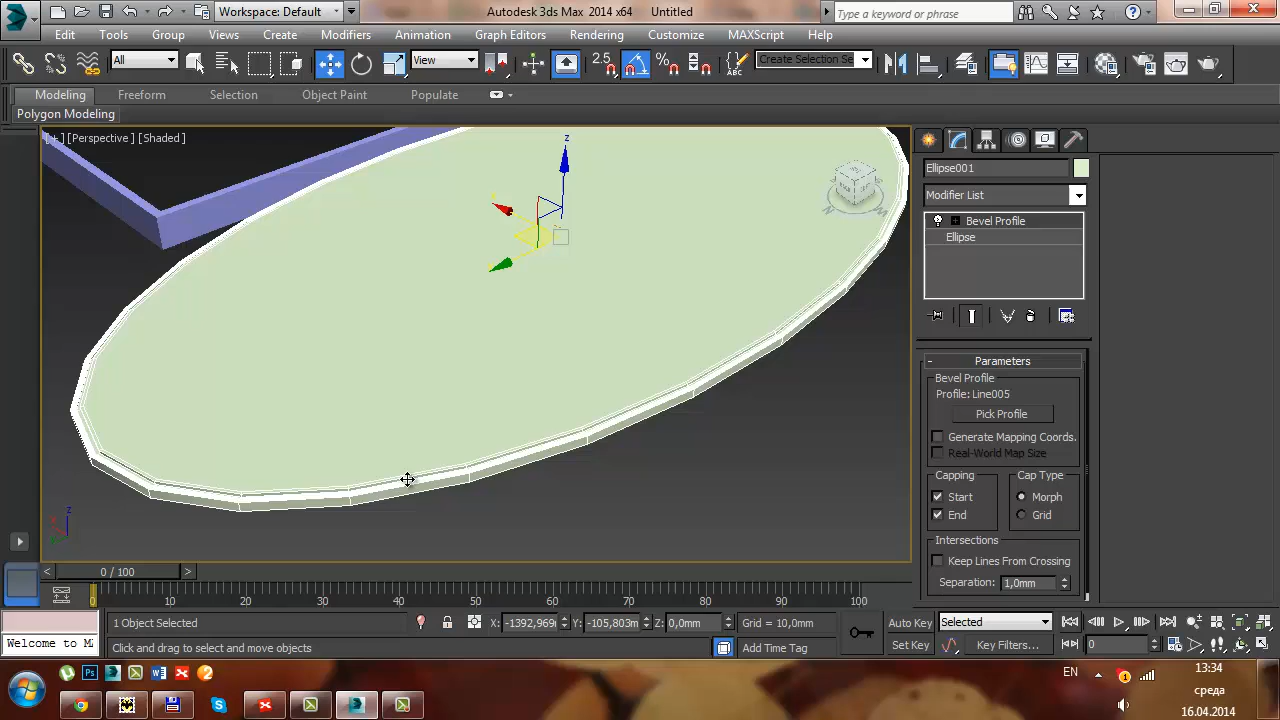 Workspace: Default
Autodesk 3ds Max 2014 x64 Untitled
Type a keyword or phrase
Edit Tools Group Views Create Modifiers Animation Graph Editors Rendering Customize MAXScript Help
All View 2.5 Create Selection Se
Modeling Freeform Selection Object Paint Populate
Polygon Modeling
[+][Perspective][Shaded]
z
Ellipse001
Modifier List
Bevel Profile
Ellipse
- Parameters
Bevel Profile
Profile: Line005
Pick Profile
Generate Mapping Coords.
Real-World Map Size
Capping Cap Type
Start Morph
End Grid
Intersections
Keep Lines From Crossing
Separation: 1,0mm
z
< 0 / 100 >
0 10 20 30 40 50 60 70 80 90 100
1 Object Selected X: -1392,969m Y: -105,803m Z: 0,0mm Grid = 10,0mm Auto Key Selected
Welcome to M Click and drag to select and move objects Add Time Tag Set Key Key Filters... 0
EN 13:34
среда
16.04.2014